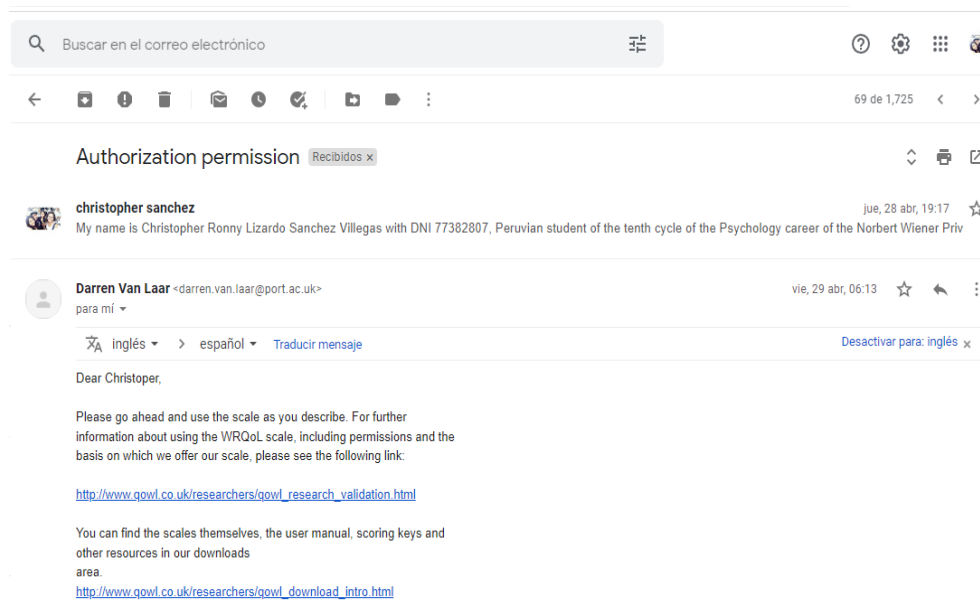 Buscar en el correo electrónico
69 de 1,725
Authorization permission Recibidos x
christopher sanchez jue, 28 abr, 19:17
My name is Christopher Ronny Lizardo Sanchez Villegas with DNI 77382807, Peruvian student of the tenth cycle of the Psychology career of the Norbert Wiener Priv
Darren Van Laar <darren.van.laar@port.ac.uk> vie, 29 abr, 06:13
para mí
inglés > español Traducir mensaje Desactivar para: inglés x
Dear Christoper,
Please go ahead and use the scale as you describe. For further
information about using the WRQoL scale, including permissions and the
basis on which we offer our scale, please see the following link:
http://www.qowl.co.uk/researchers/qowl_research_validation.html
You can find the scales themselves, the user manual, scoring keys and
other resources in our downloads
area.
http://www.qowl.co.uk/researchers/qowl_download_intro.html